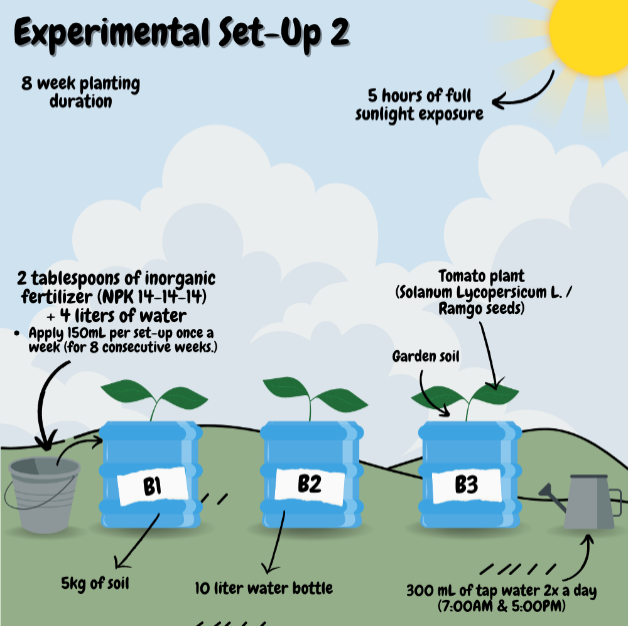 Experimental Set-Up 2
8 week planting
duration
5 hours of full
sunlight exposure
2 tablespoons of inorganic
fertilizer (NPK 14-14-14)
+ 4 liters of water
• Apply 150mL per set-up once a
week (for 8 consecutive weeks.)
Tomato plant
(Solanum Lycopersicum L. /
Ramgo seeds)
Garden soil
B1
B2
B3
5kg of soil
10 liter water bottle
300 mL of tap water 2x a day
(7:00AM & 5:00PM)